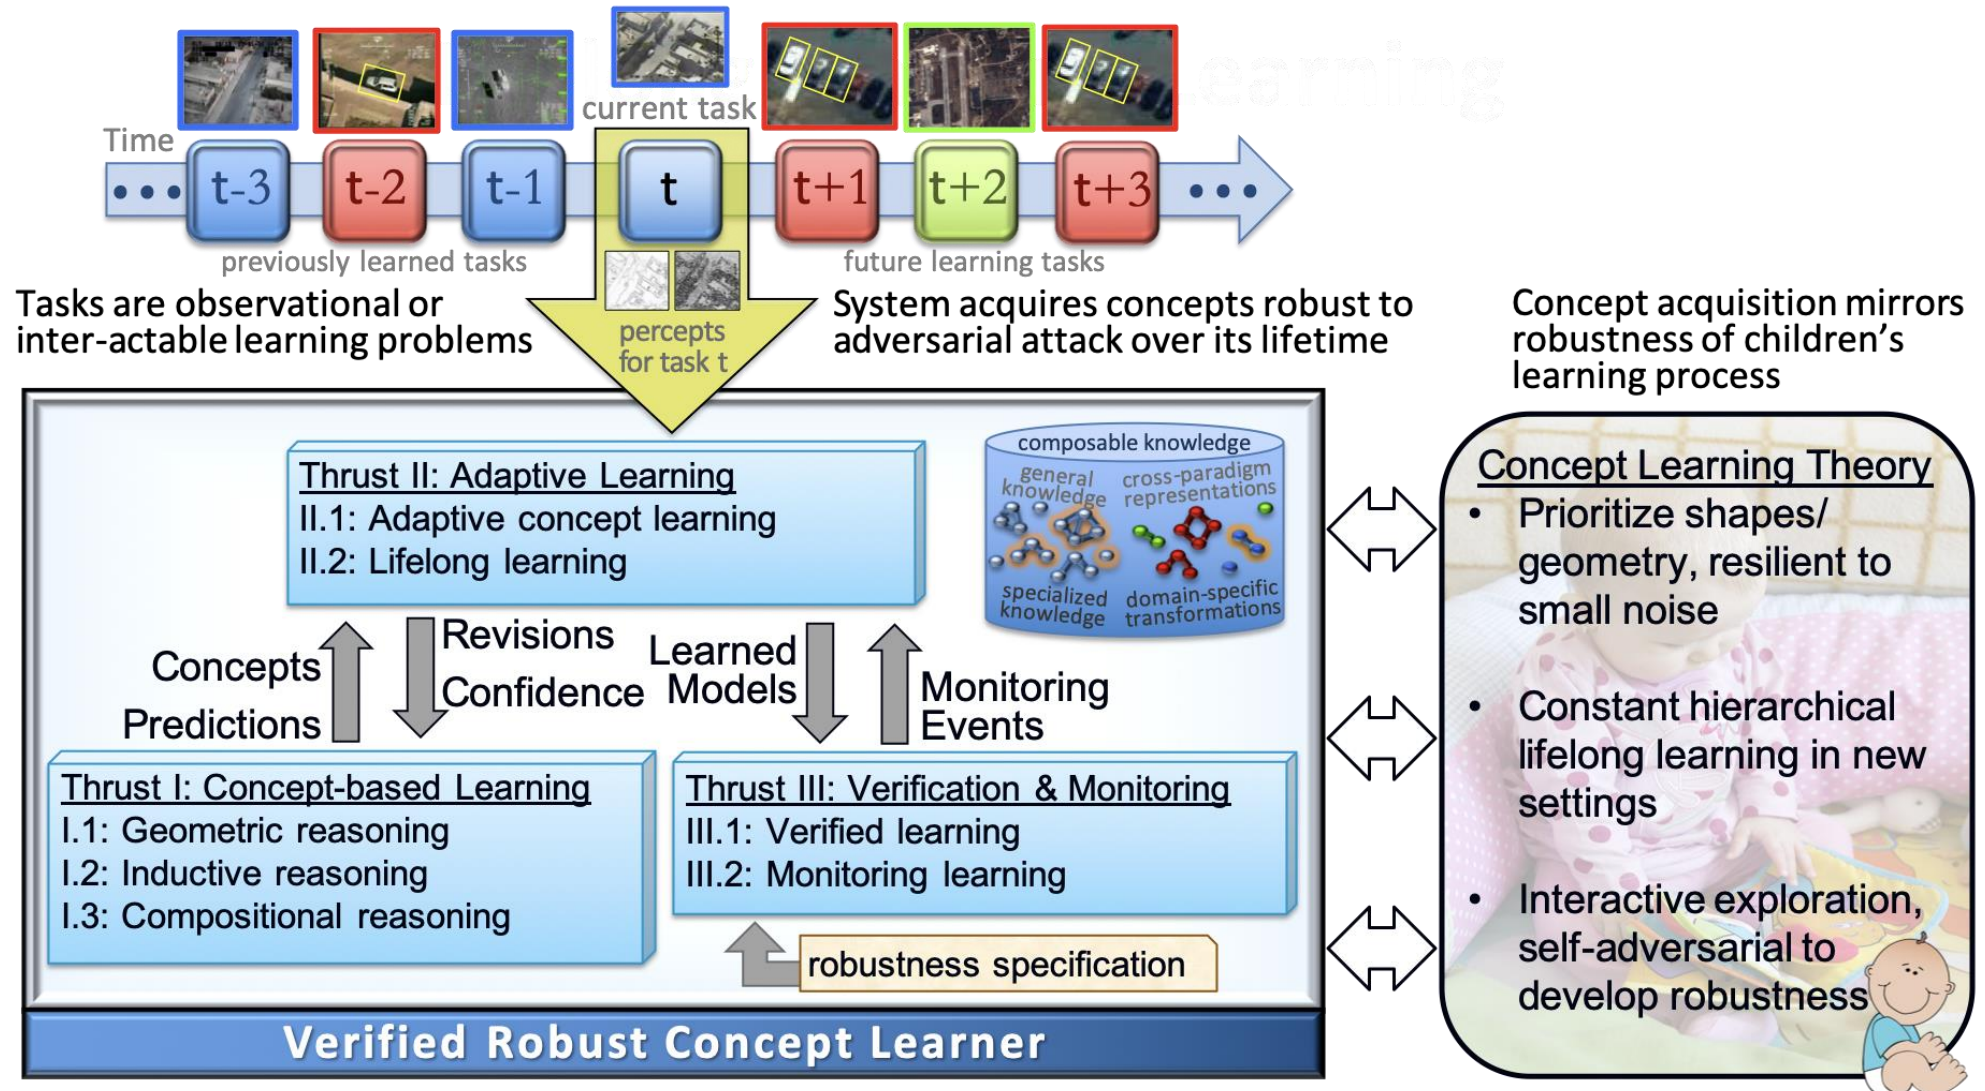 Learning
current task
Time
t-3
t-2
t-1
t
t+1
t+2
t+3
previously learned tasks
future learning tasks
Tasks are observational or
inter-actable learning problems
percepts
for task t
System acquires concepts robust to
adversarial attack over its lifetime
Concept acquisition mirrors
robustness of children's
learning process
Thrust II: Adaptive Learning
II.1: Adaptive concept learning
II.2: Lifelong learning
composable knowledge
general
knowledge
cross-paradigm
representations
specialized
knowledge
domain-specific
transformations
Concepts
Predictions
Revisions
Confidence
Learned
Models
Monitoring
Events
Thrust I: Concept-based Learning
I.1: Geometric reasoning
I.2: Inductive reasoning
I.3: Compositional reasoning
Thrust III: Verification & Monitoring
III.1: Verified learning
III.2: Monitoring learning
robustness specification
Verified Robust Concept Learner
Concept Learning Theory
• Prioritize shapes/
geometry, resilient to
small noise
• Constant hierarchical
lifelong learning in new
settings
• Interactive exploration,
self-adversarial to
develop robustness